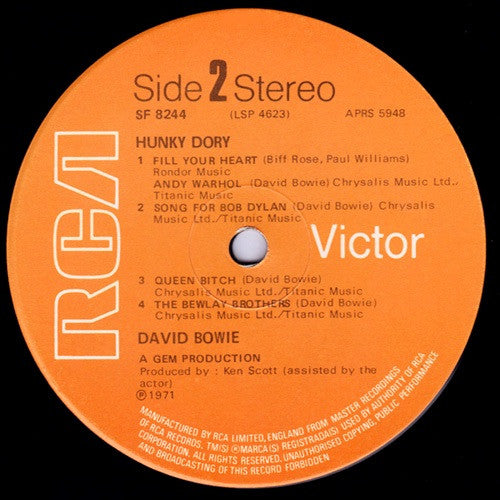 RCA
Side 2 Stereo
SF 8244 (LSP 4623) APRS 5948
HUNKY DORY
1 FILL YOUR HEART (Biff Rose, Paul Williams)
Rondor Music
ANDY WARHOL (David Bowie) Chrysalis Music Ltd./
Titanic Music
2 SONG FOR BOB DYLAN (David Bowie) Chrysalis
Music Ltd./Titanic Music
Victor
3 QUEEN BITCH (David Bowie)
Chrysalis Music Ltd./Titanic Music
4 THE BEWLAY BROTHERS (David Bowie)
Chrysalis Music Ltd./Titanic Music
DAVID BOWIE
A GEM PRODUCTION
Produced by : Ken Scott (assisted by the
actor)
℗1971
MANUFACTURED BY RCA LIMITED, ENGLAND FROM MASTER RECORDINGS
OF RCA RECORDS. TM(S) ® MARCA(S) REGISTRADA(S) USED BY AUTHORITY OF RCA
CORPORATION. ALL RIGHTS RESERVED. UNAUTHORISED COPYING, PUBLIC PERFORMANCE
AND BROADCASTING OF THIS RECORD FORBIDDEN